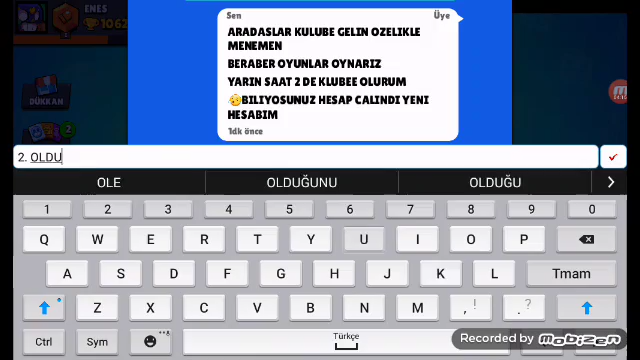 ENES
1062
DÜKKAN
2
Sen
Üye
ARADASLAR KULUBE GELIN OZELIKLE
MENEMEN
BERABER OYUNLAR OYNARIZ
YARIN SAAT 2 DE KLUBEE OLURUM
😥BILIYOSUNUZ HESAP CALINDI YENI
HESABIM
1dk önce
2. OLDU
OLE OLDUĞUNU OLDUĞU
1 2 3 4 5 6 7 8 9 0
Q W E R T Y U I O P
A S D F G H J K L Tmam
Z X C V B N M , ! . ?
Ctrl Sym Türkçe
Recorded by MOBIZEN